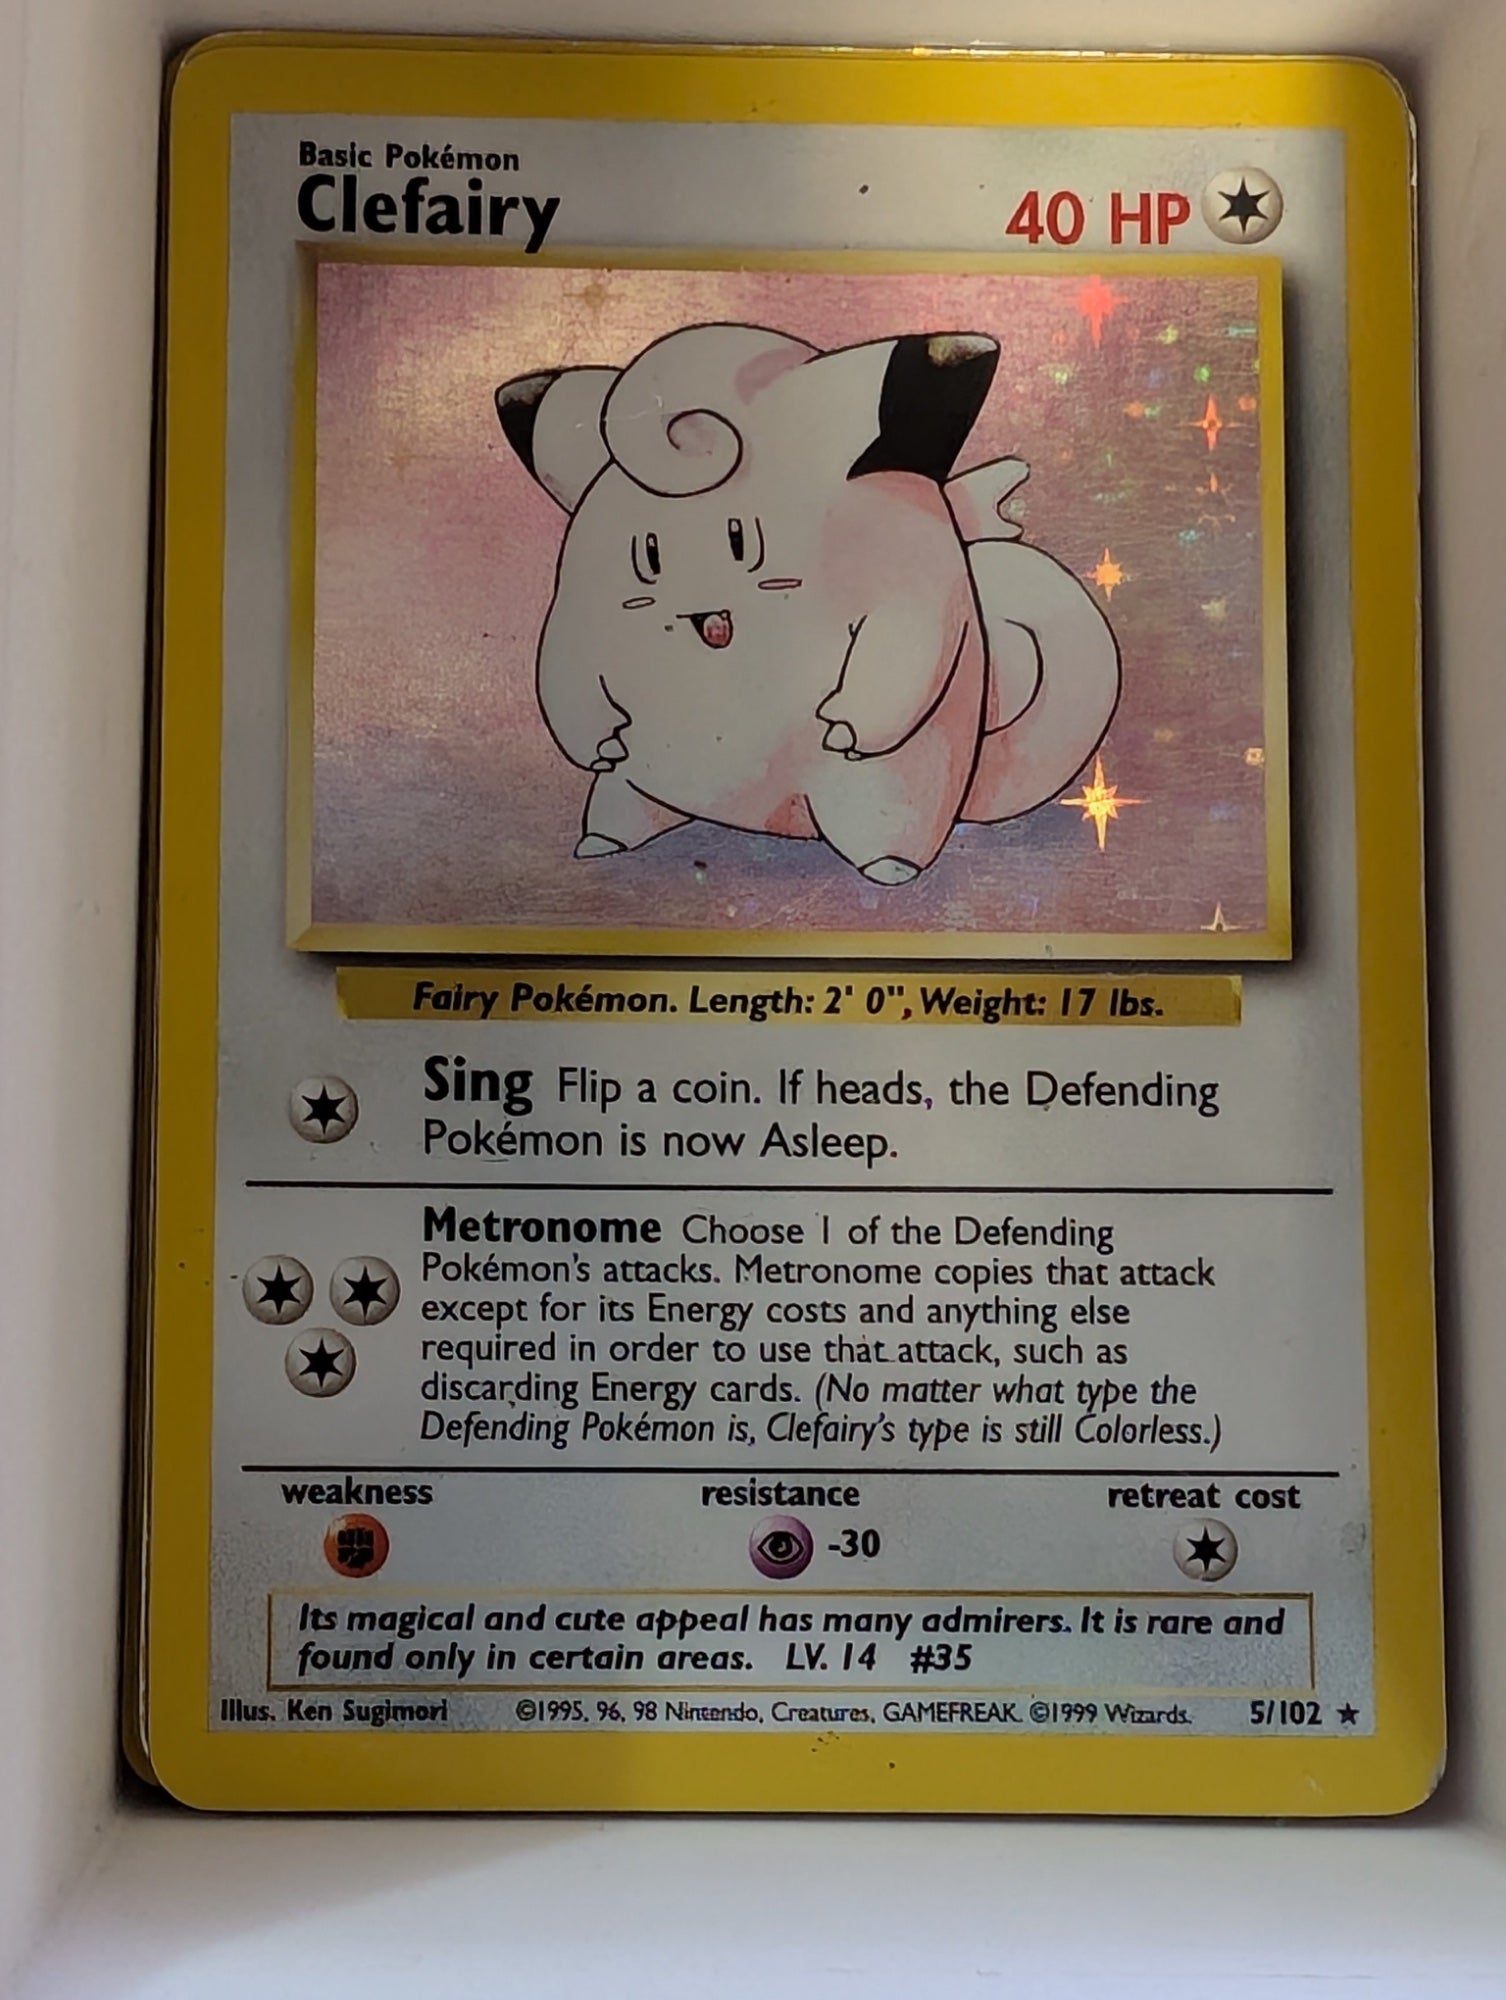 Basic Pokémon
Clefairy
40 HP
Fairy Pokémon. Length: 2' 0", Weight: 17 lbs.
Sing Flip a coin. If heads, the Defending
Pokémon is now Asleep.
Metronome Choose 1 of the Defending
Pokémon's attacks. Metronome copies that attack
except for its Energy costs and anything else
required in order to use that attack, such as
discarding Energy cards. (No matter what type the
Defending Pokémon is, Clefairy's type is still Colorless.)
weakness resistance retreat cost
-30
Its magical and cute appeal has many admirers. It is rare and
found only in certain areas. LV. 14 #35
Illus. Ken Sugimori ©1995, 96, 98 Nintendo, Creatures, GAMEFREAK. ©1999 Wizards. 5/102 ★